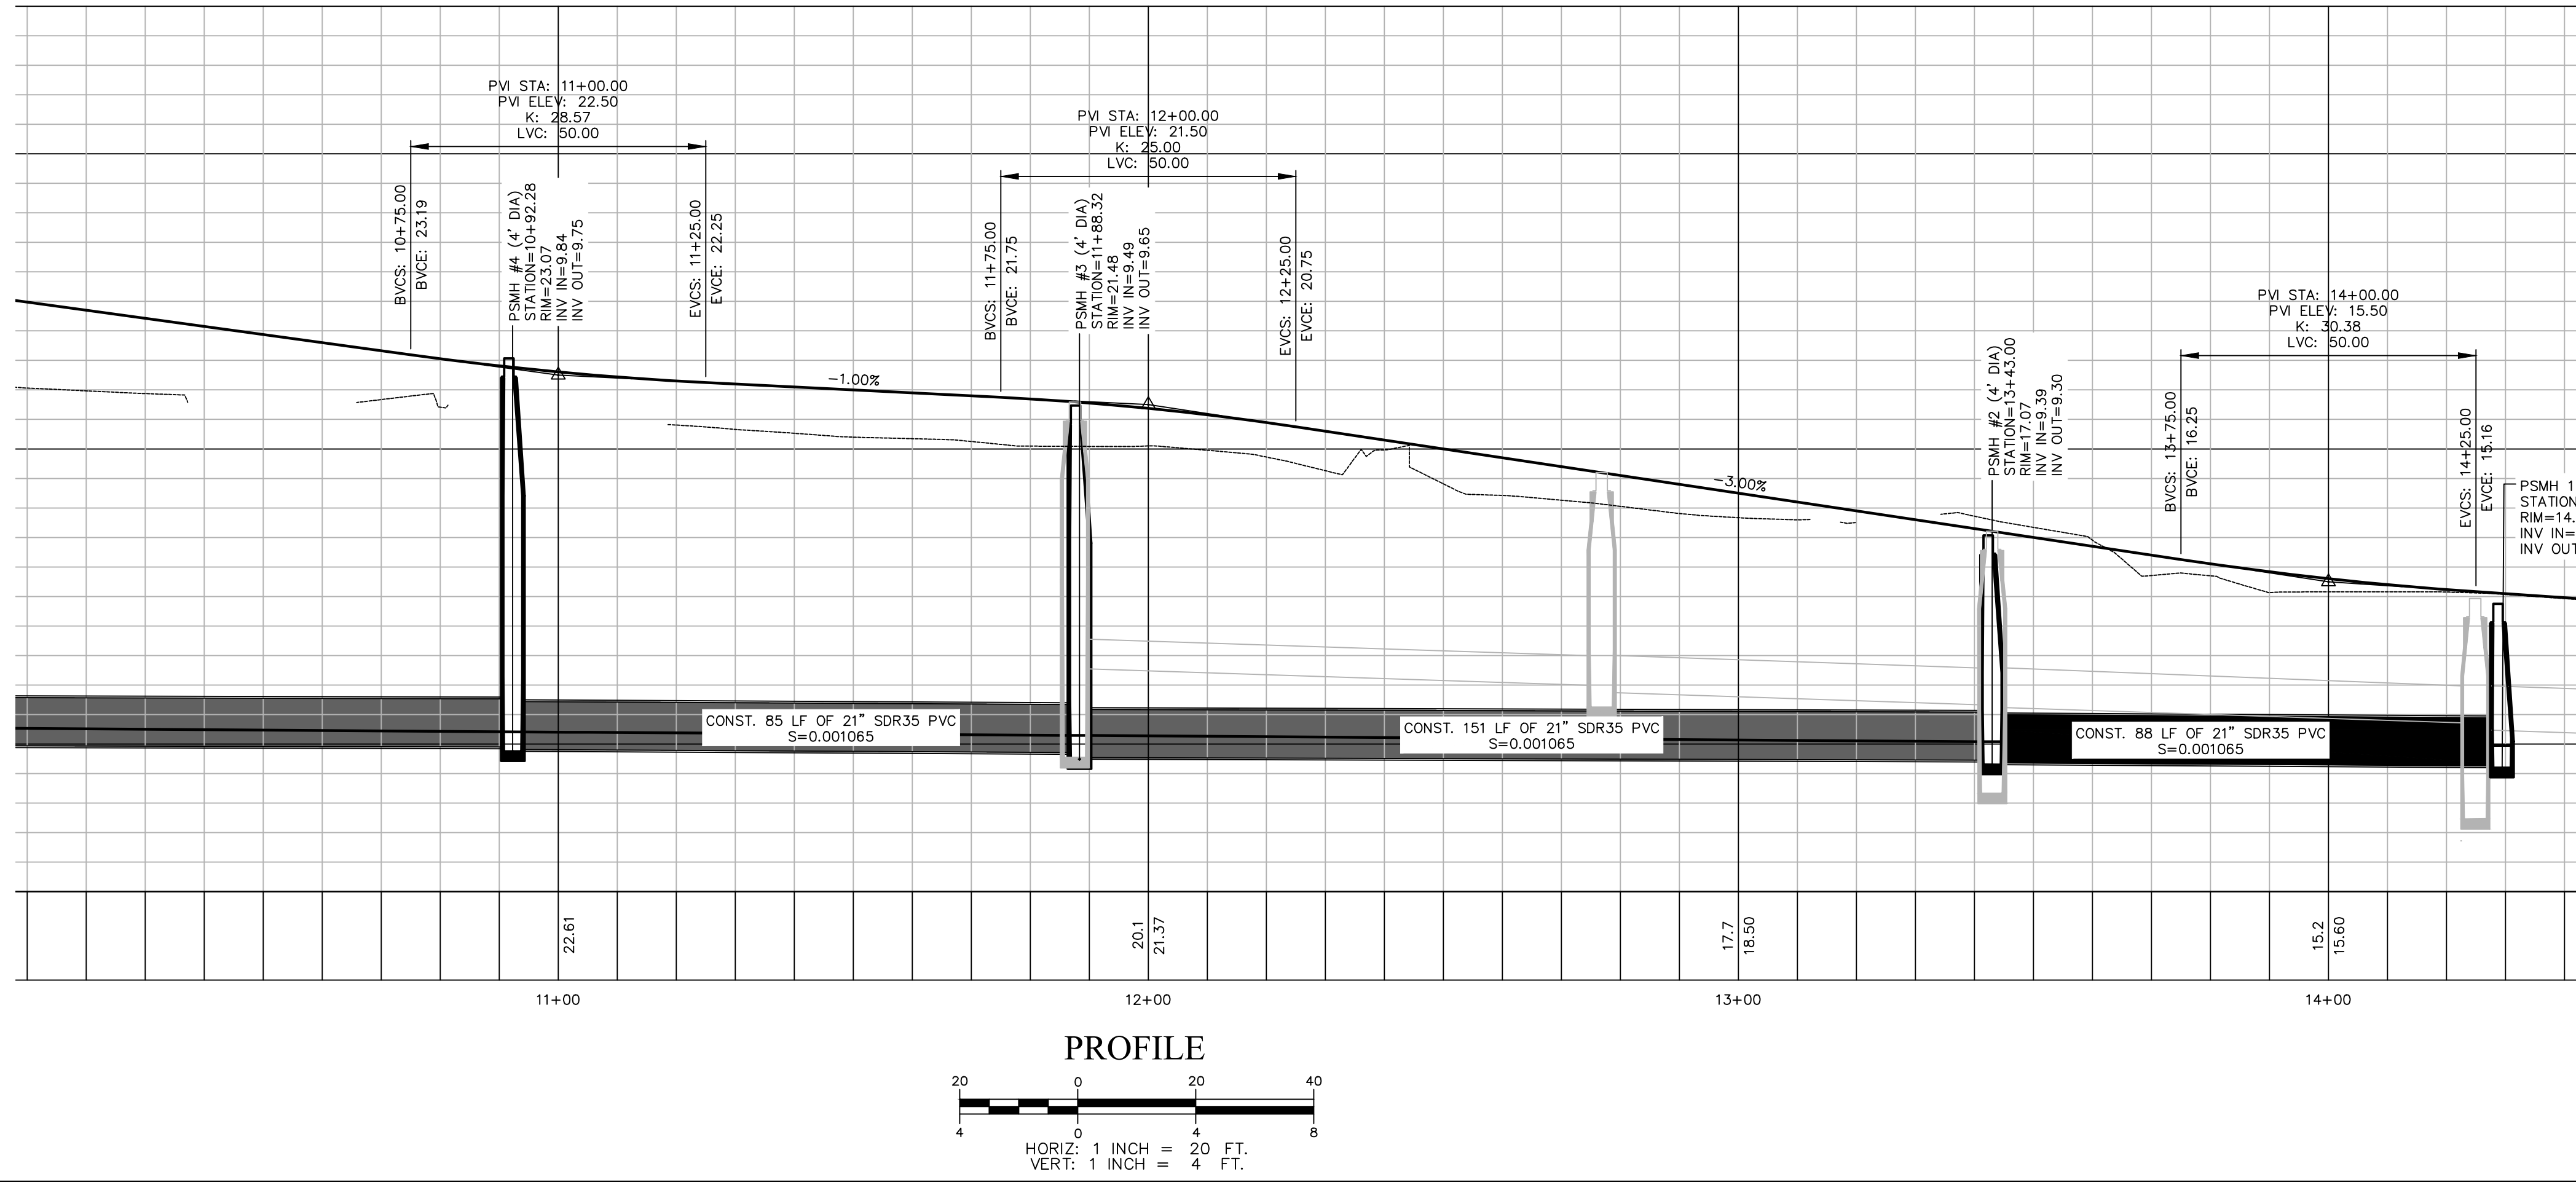 PVI STA: 11+00.00
PVI ELEV: 22.50
K: 28.57
LVC: 50.00
BVCS: 10+75.00
BVCE: 23.19
PSMH #4 (4' DIA)
STATION=10+92.28
RIM=23.07
INV IN=9.84
INV OUT=9.75
EVCS: 11+25.00
EVCE: 22.25
-1.00%
PVI STA: 12+00.00
PVI ELEV: 21.50
K: 25.00
LVC: 50.00
BVCS: 11+75.00
BVCE: 21.75
PSMH #3 (4' DIA)
STATION=11+88.32
RIM=21.48
INV IN=9.49
INV OUT=9.65
EVCS: 12+25.00
EVCE: 20.75
-3.00%
PSMH #2 (4' DIA)
STATION=13+43.00
RIM=17.07
INV IN=9.39
INV OUT=9.30
PVI STA: 14+00.00
PVI ELEV: 15.50
K: 30.38
LVC: 50.00
BVCS: 13+75.00
BVCE: 16.25
EVCS: 14+25.00
EVCE: 15.16
PSMH 1
STATION
RIM=14.
INV IN=
INV OUT
CONST. 85 LF OF 21" SDR35 PVC
S=0.001065
CONST. 151 LF OF 21" SDR35 PVC
S=0.001065
CONST. 88 LF OF 21" SDR35 PVC
S=0.001065
22.61
20.1
21.37
17.7
18.50
15.2
15.60
11+00
12+00
13+00
14+00
PROFILE
20 0 20 40
4 0 4 8
HORIZ: 1 INCH = 20 FT.
VERT: 1 INCH = 4 FT.